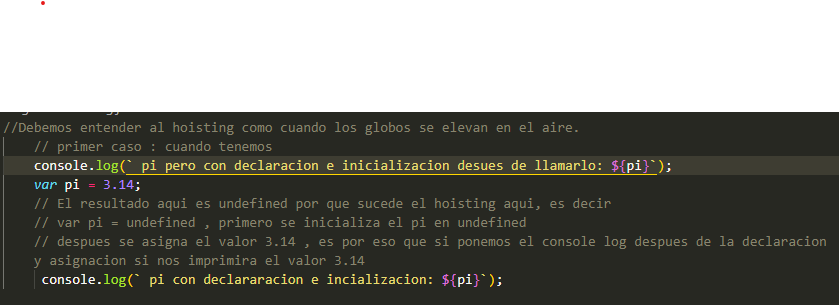 //Debemos entender al hoisting como cuando los globos se elevan en el aire.
// primer caso : cuando tenemos
console.log(` pi pero con declaracion e inicializacion desues de llamarlo: ${pi}`);
var pi = 3.14;
// El resultado aqui es undefined por que sucede el hoisting aqui, es decir
// var pi = undefined , primero se inicializa el pi en undefined
// despues se asigna el valor 3.14 , es por eso que si ponemos el console log despues de la declaracion
y asignacion si nos imprimira el valor 3.14
console.log(` pi con declararacion e incializacion: ${pi}`);